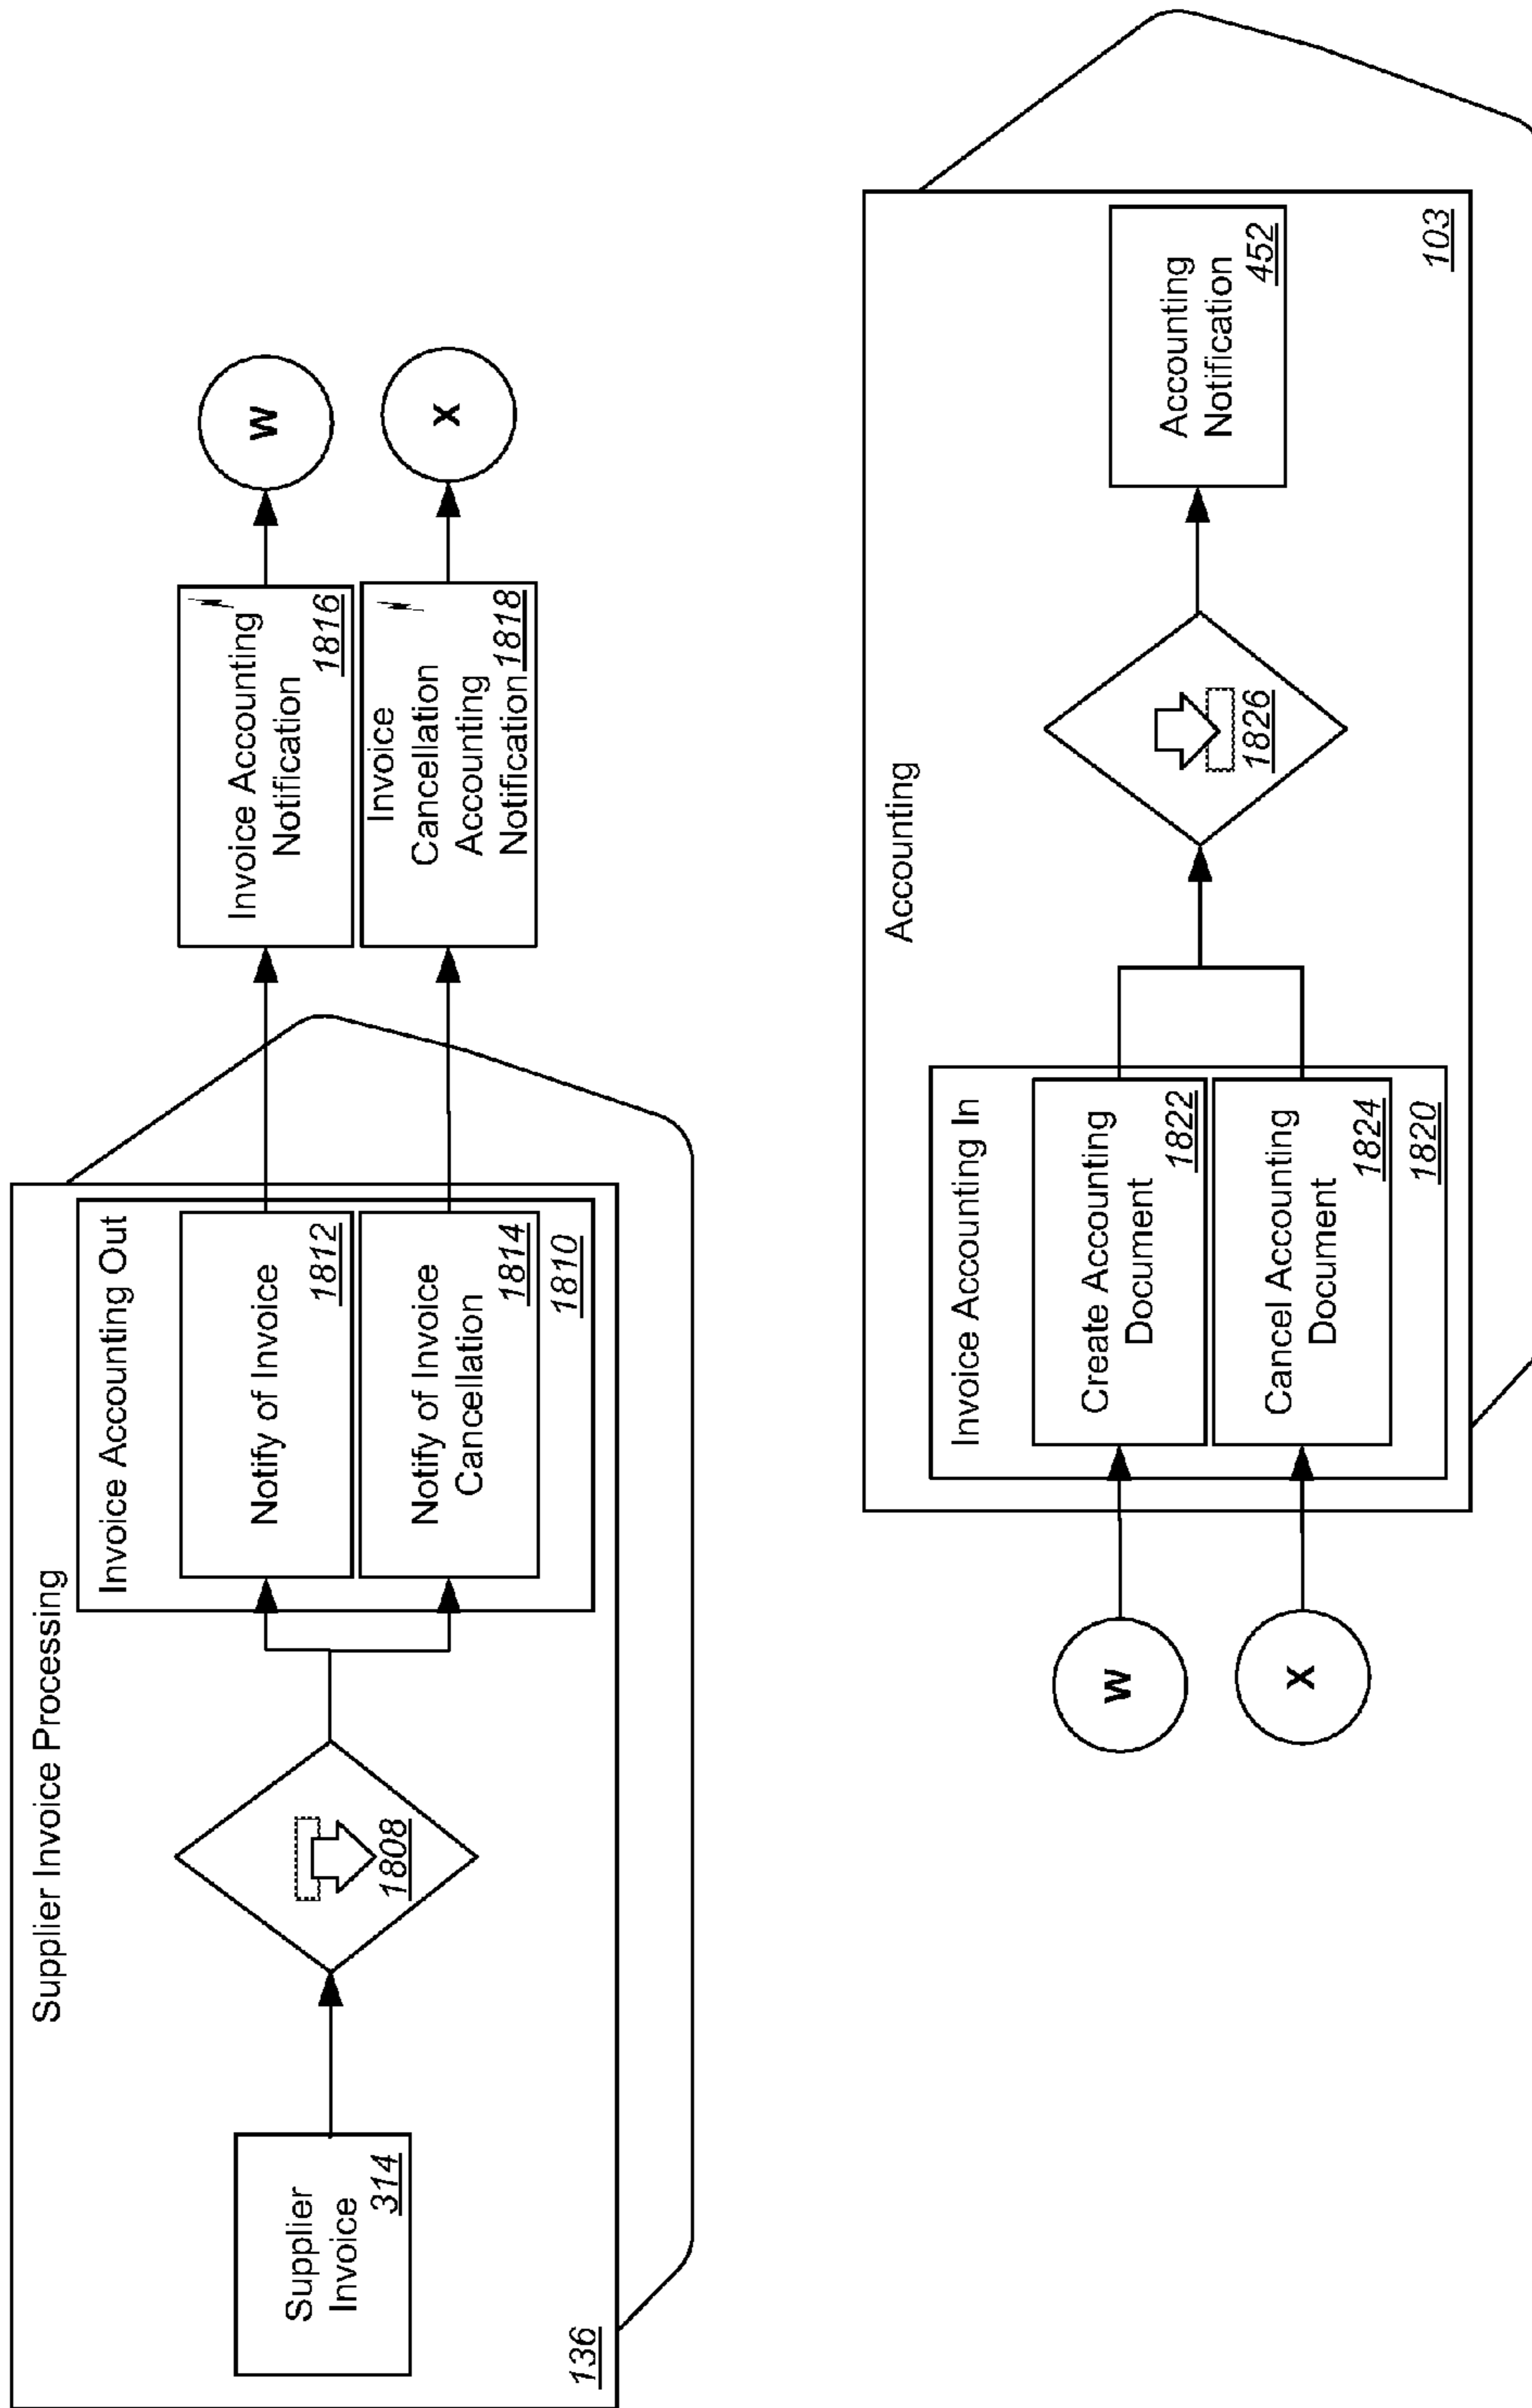 Supplier Invoice Processing
Supplier
Invoice
314
1808
Invoice Accounting Out
Notify of Invoice
1812
Notify of Invoice
Cancellation
1814
1810
136
Invoice Accounting
Notification
1816
Invoice
Cancellation
Accounting
Notification
1818
W
X
W
X
Accounting
Invoice Accounting In
Create Accounting
Document
1822
Cancel Accounting
Document
1824
1820
1826
Accounting
Notification
452
103